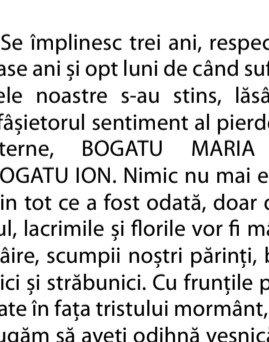 Se împlinesc trei ani, respec
ase ani și opt luni de când suf
ele noastre s-au stins, lăsâ
fâșietorul sentiment al pierd
terne, BOGATU MARIA
OGATU ION. Nimic nu mai e
in tot ce a fost odată, doar d
ul, lacrimile și florile vor fi m
âire, scumpii noștri părinți, b
ici și străbunici. Cu frunțile p
ate în fața tristului mormânt,
ugăm să aveți odihnă veșnică